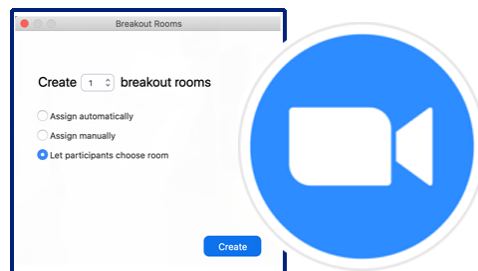 Breakout Rooms
Create 1 breakout rooms
Assign automatically
Assign manually
Let participants choose room
Create